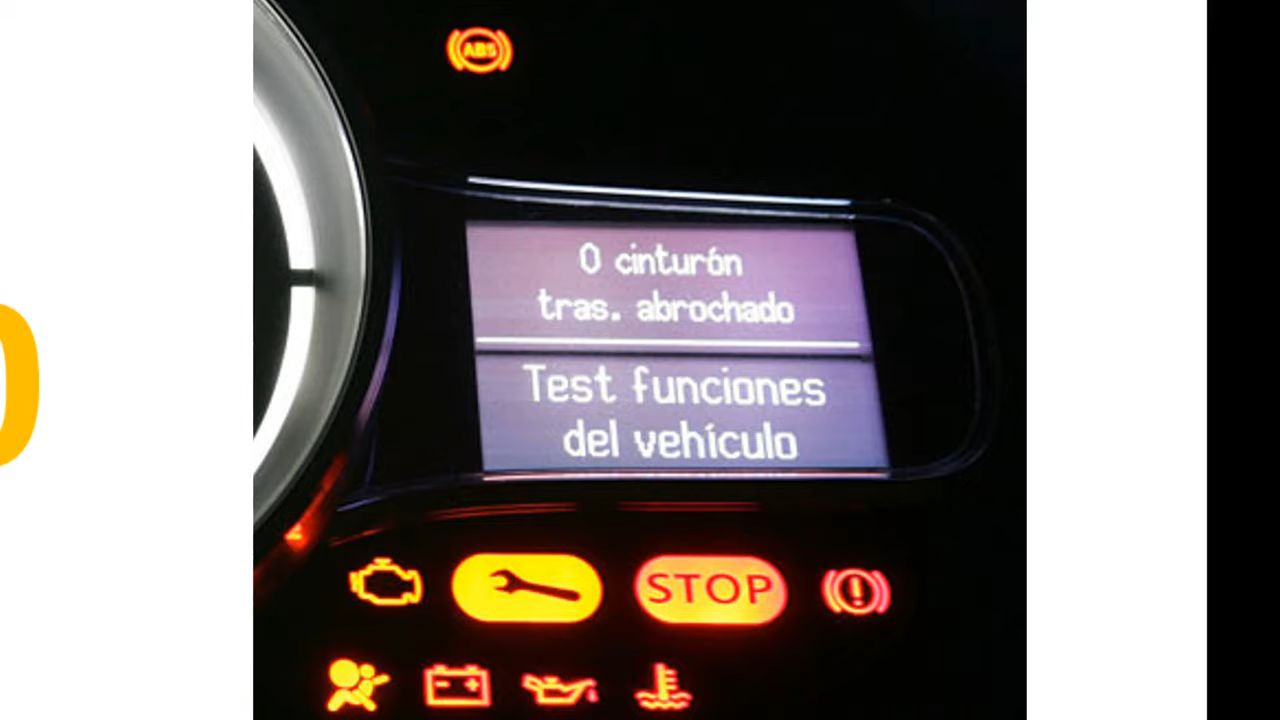 ABS
0 cinturón
tras. abrochado
Test funciones
del vehículo
STOP